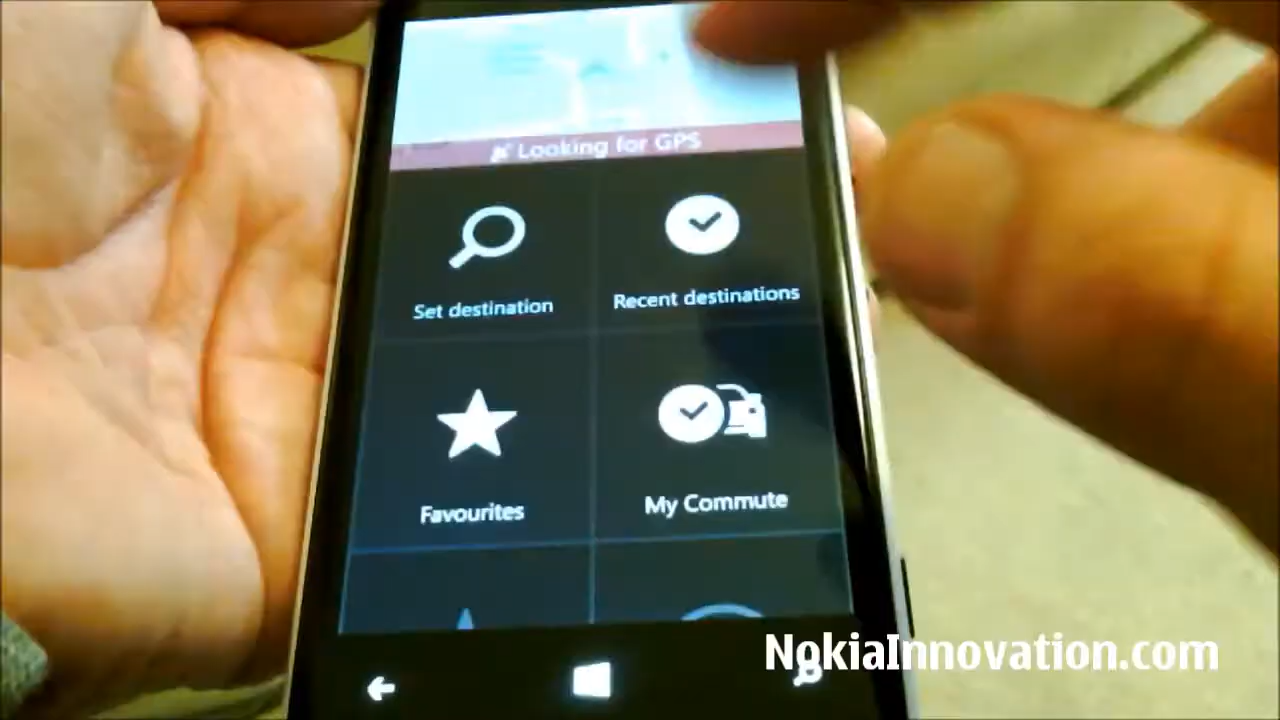 Looking for GPS
Set destination
Recent destinations
Favourites
My Commute
NokiaInnovation.com